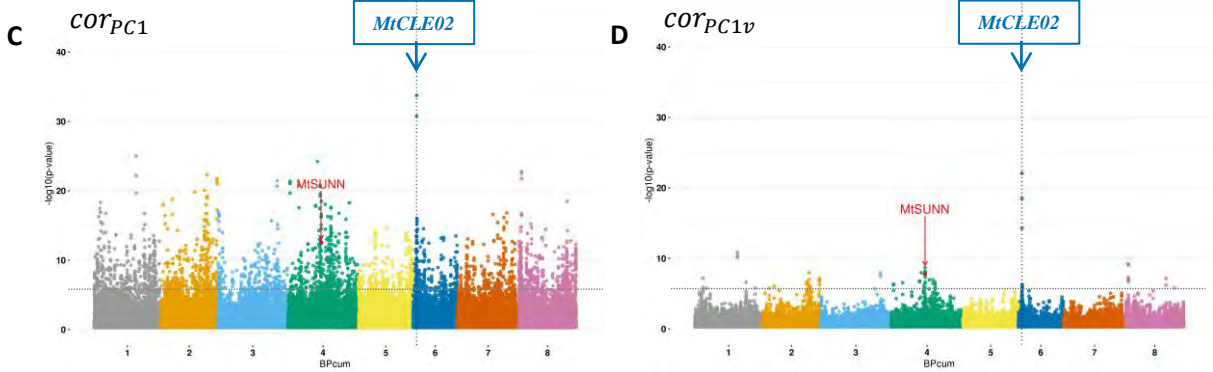 C
cor_PC1
MtCLE02
-log10(p-value)
40
30
20
10
0
MtSUNN
1 2 3 4 5 6 7 8
BPcum
D
cor_PC1v
MtCLE02
-log10(p-value)
40
30
20
10
0
MtSUNN
1 2 3 4 5 6 7 8
BPcum